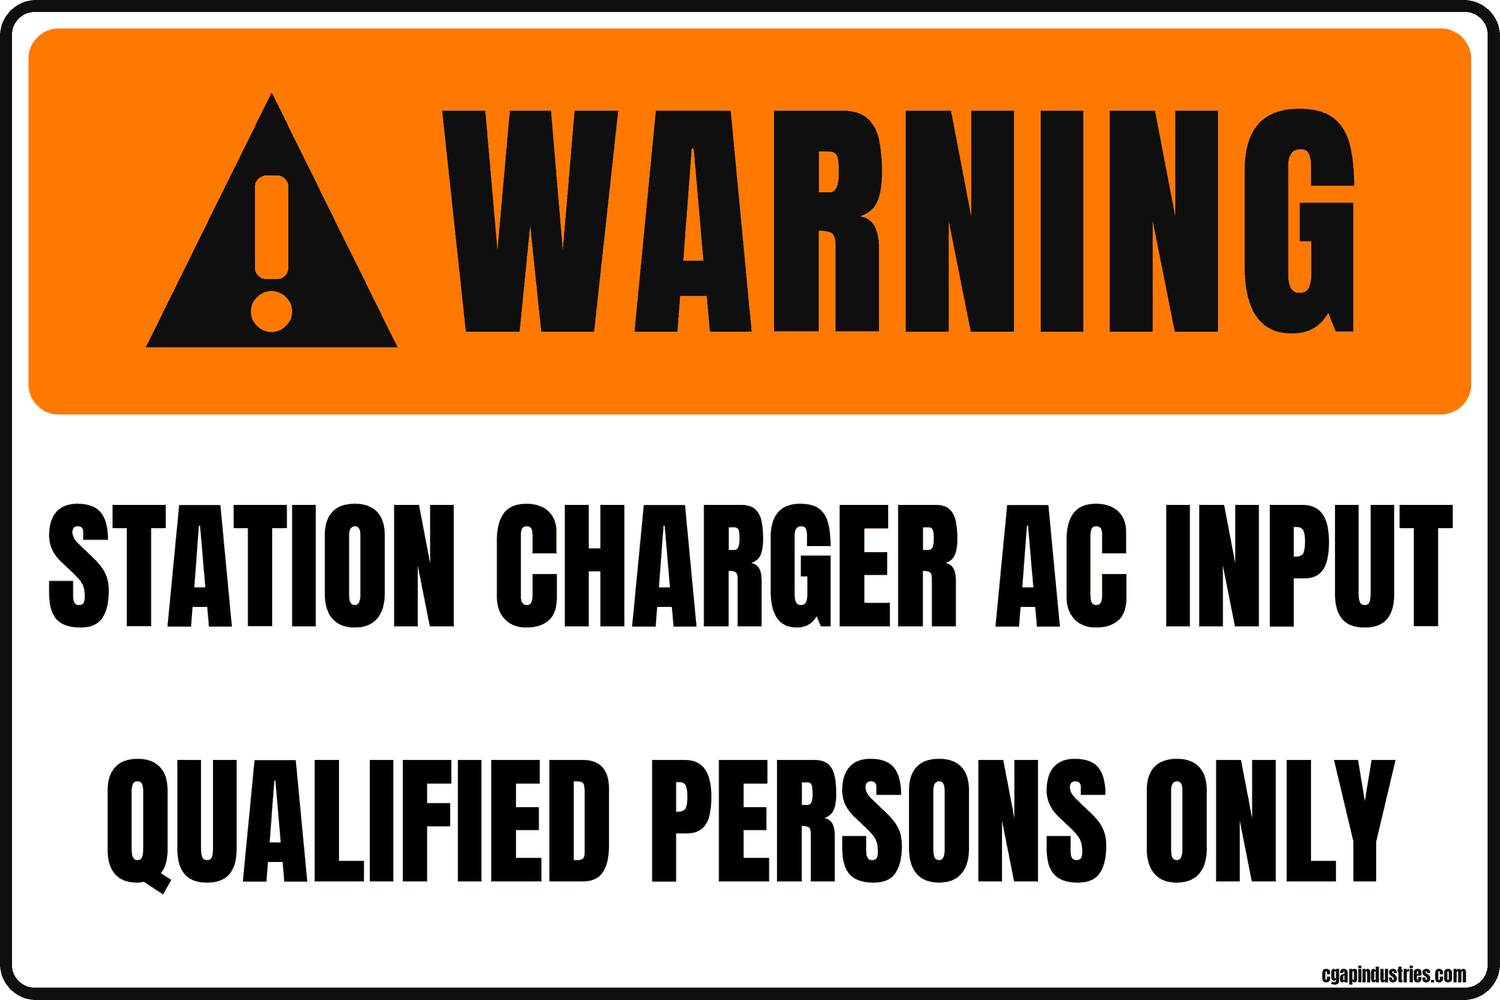 WARNING
STATION CHARGER AC INPUT
QUALIFIED PERSONS ONLY
cgapindustries.com